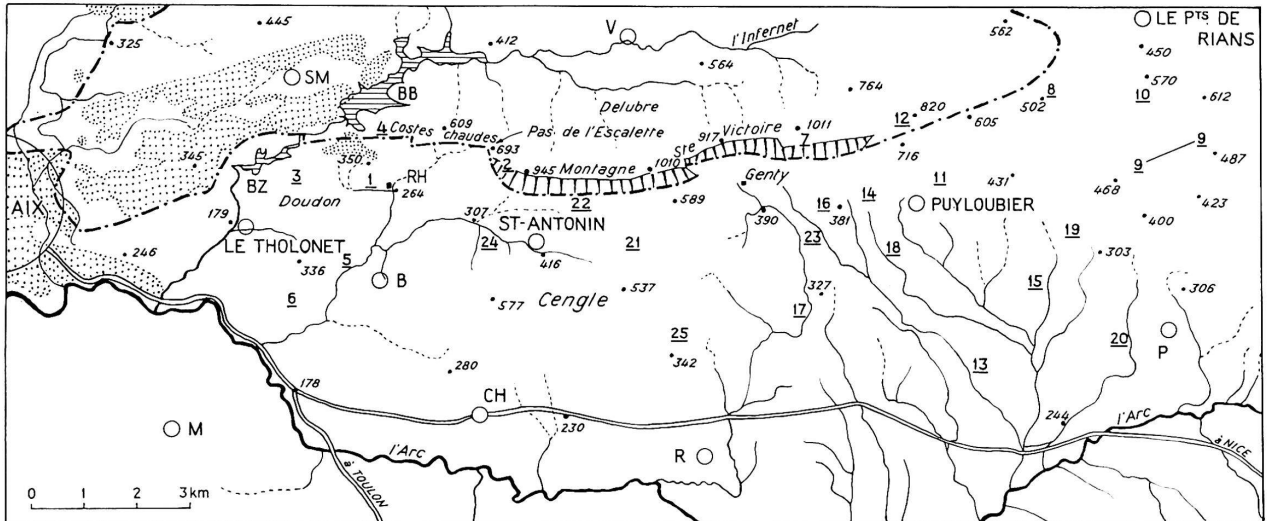 445
325
412
V
l'Infernet
562
LE PTS DE
RIANS
450
564
SM
BB
570
8
10
502
612
764
Delubre
820
12
605
4
Costes
chaudes
609
Pas de l'Escalette
693
Ste
917
Victoire
1011
7
716
9
9
487
345
350
2
945
Montagne
1010
3
1
RH
264
BZ
Doudon
Genty
22
589
14
11
431
468
423
AIX
179
LE THOLONET
307
ST-ANTONIN
390
16
381
PUYLOUBIER
400
246
336
5
24
416
21
23
18
19
303
B
6
577
Cengle
537
327
17
15
306
25
342
20
P
280
13
178
CH
230
244
l'Arc
M
l'Arc
R
à TOULON
à NICE
0 1 2 3km